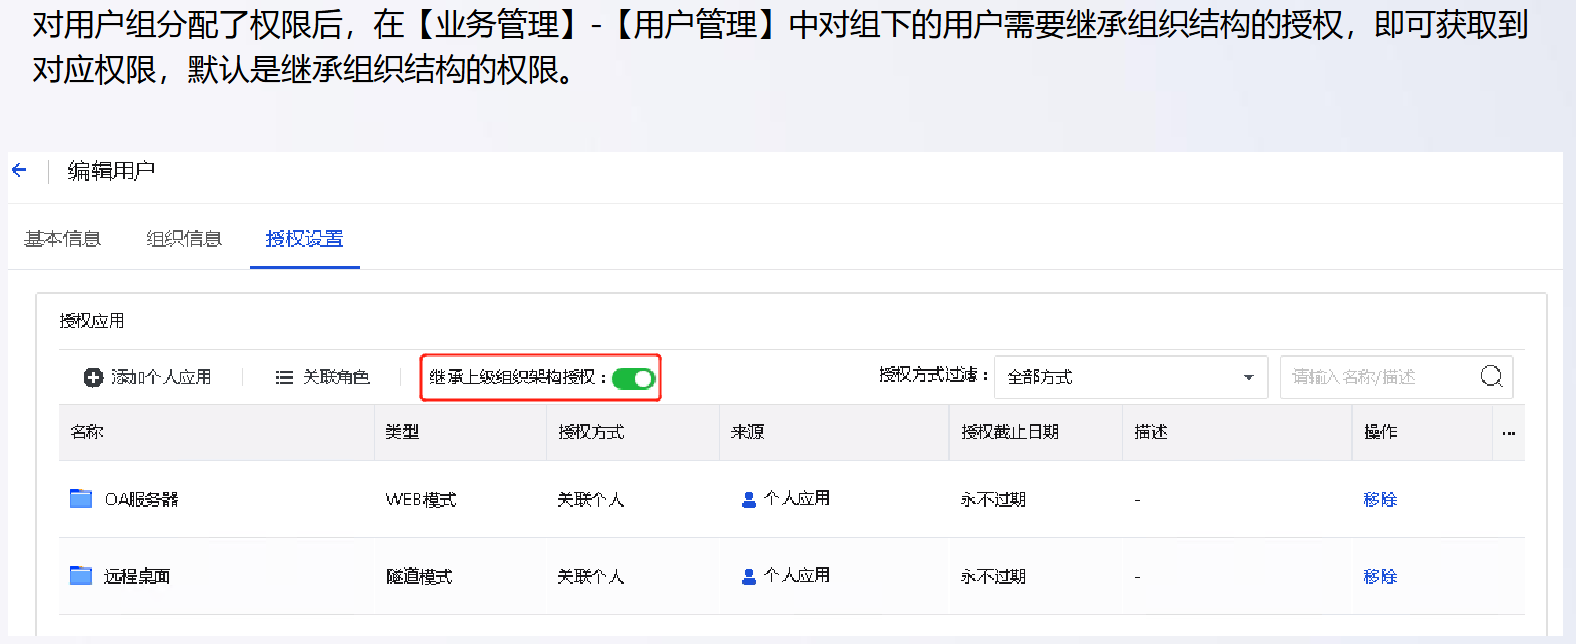 对用户组分配了权限后，在【业务管理】-【用户管理】中对组下的用户需要继承组织结构的授权，即可获取到
对应权限，默认是继承组织结构的权限。
编辑用户
基本信息 组织信息 授权设置
授权应用
添加个人应用 关联角色 继承上级组织架构授权： 授权方式过滤： 全部方式 请输入名称/描述
名称 类型 授权方式 来源 授权截止日期 描述 操作 ...
OA服务器 WEB模式 关联个人 个人应用 永不过期 - 移除
远程桌面 隧道模式 关联个人 个人应用 永不过期 - 移除